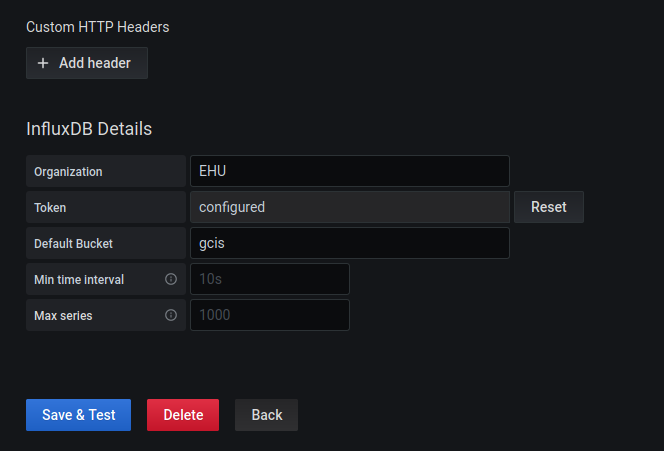 Custom HTTP Headers
+ Add header
InfluxDB Details
Organization EHU
Token configured Reset
Default Bucket gcis
Min time interval 10s
Max series 1000
Save & Test Delete Back